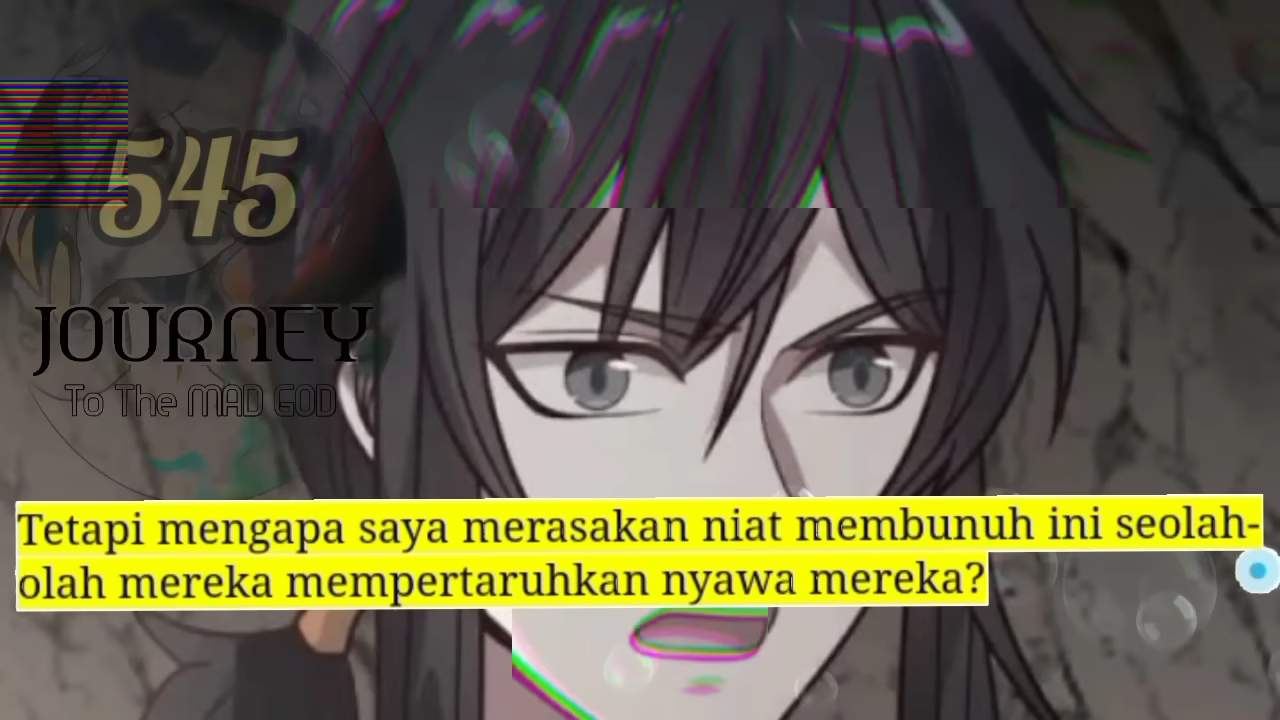 545
JOURNEY
To The MAD GOD
Tetapi mengapa saya merasakan niat membunuh ini seolah-
olah mereka mempertaruhkan nyawa mereka?